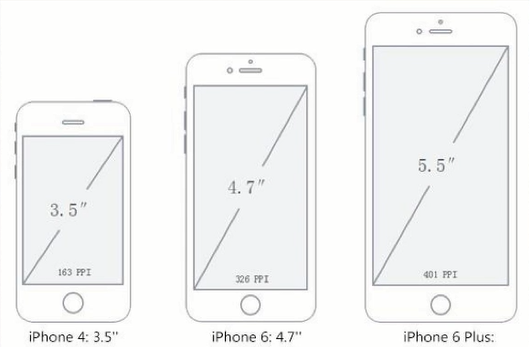 3.5″
163 PPI
iPhone 4: 3.5''
4.7″
326 PPI
iPhone 6: 4.7''
5.5″
401 PPI
iPhone 6 Plus: